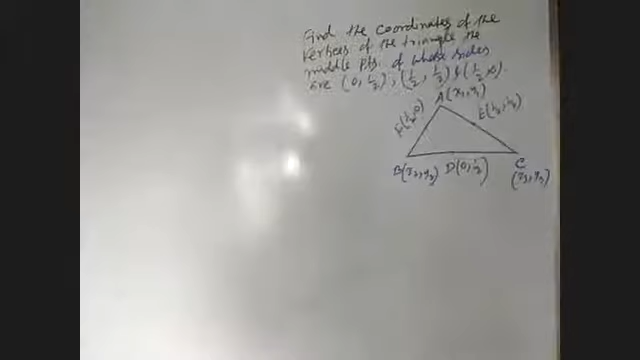 Find the coordinates of the
vertices of the triangle the
middle pts. of whose sides
are (0, 1/2), (1/2, 1/2) & (1/2, 0).
A(x₁, y₁)
F(1/2, 0)
E(1/2, 1/2)
B(x₂, y₂) D(0, 1/2) C
(x₃, y₃)